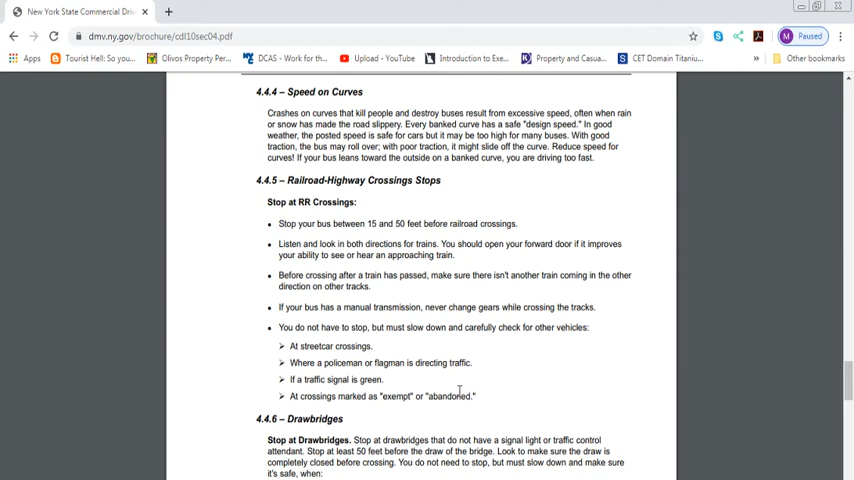 New York State Commercial Driv
dmv.ny.gov/brochure/cdl10sec04.pdf
M Paused
Apps Tourist Hell: So you... Olivos Property Ven... DCAS - Work for th... Upload - YouTube Introduction to Exe... Property and Casua... CET Domain Titaniu... » Other bookmarks
4.4.4 – Speed on Curves
Crashes on curves that kill people and destroy buses result from excessive speed, often when rain
or snow has made the road slippery. Every banked curve has a safe "design speed." In good
weather, the posted speed is safe for cars but it may be too high for many buses. With good
traction, the bus may roll over; with poor traction, it might slide off the curve. Reduce speed for
curves! If your bus leans toward the outside on a banked curve, you are driving too fast.
4.4.5 – Railroad-Highway Crossings Stops
Stop at RR Crossings:
• Stop your bus between 15 and 50 feet before railroad crossings.
• Listen and look in both directions for trains. You should open your forward door if it improves
your ability to see or hear an approaching train.
• Before crossing after a train has passed, make sure there isn't another train coming in the other
direction on other tracks.
• If your bus has a manual transmission, never change gears while crossing the tracks.
• You do not have to stop, but must slow down and carefully check for other vehicles:
➢ At streetcar crossings.
➢ Where a policeman or flagman is directing traffic.
➢ If a traffic signal is green.
➢ At crossings marked as "exempt" or "abandoned."
4.4.6 – Drawbridges
Stop at Drawbridges. Stop at drawbridges that do not have a signal light or traffic control
attendant. Stop at least 50 feet before the draw of the bridge. Look to make sure the draw is
completely closed before crossing. You do not need to stop, but must slow down and make sure
it's safe, when: